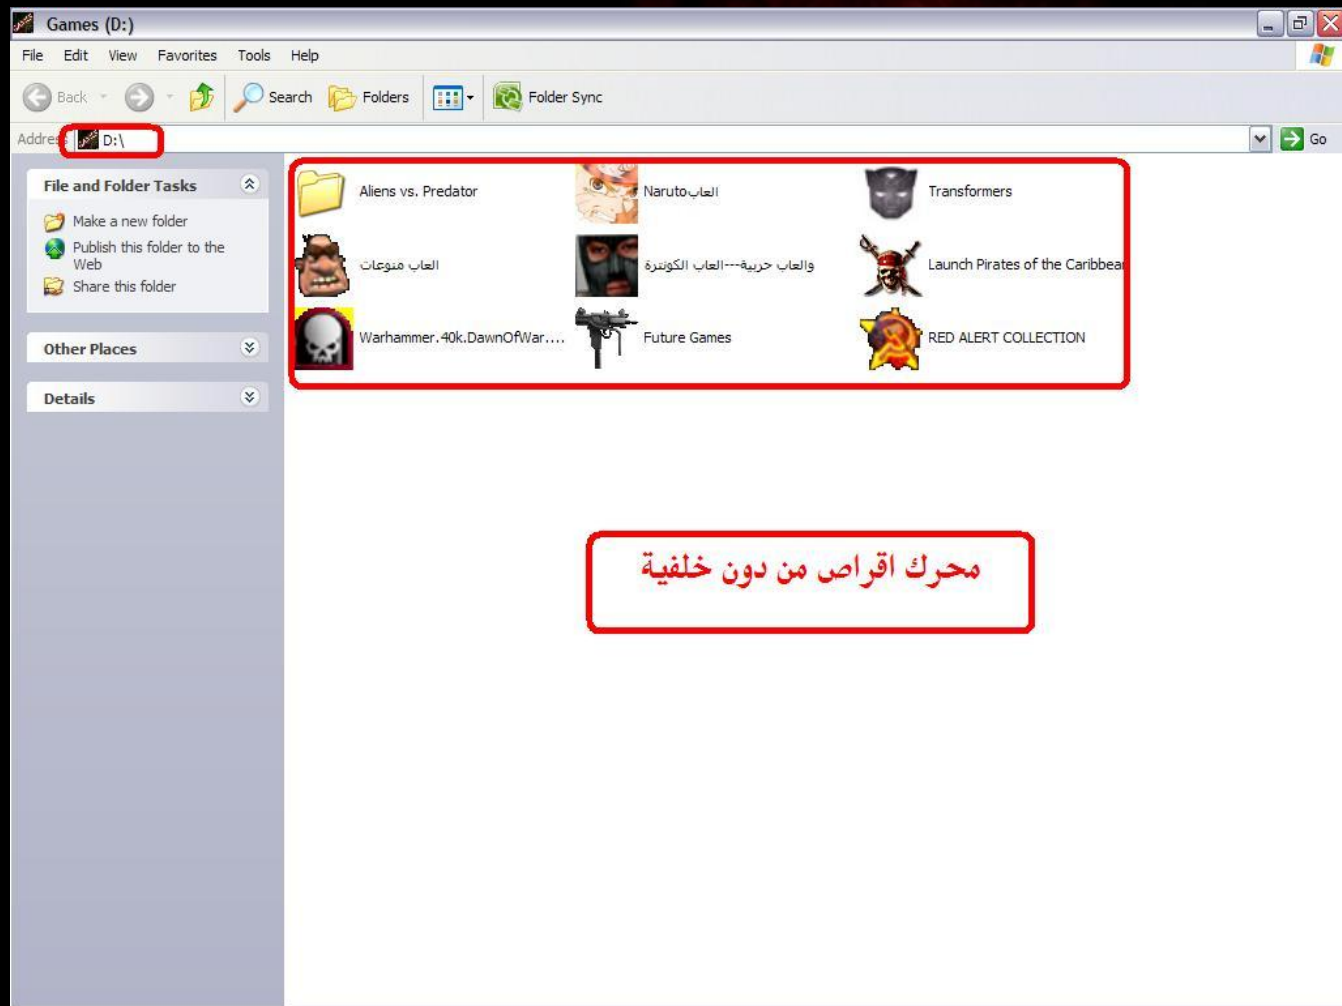 Games (D:)
File Edit View Favorites Tools Help
Back Search Folders Folder Sync
Address D:\ Go
File and Folder Tasks
Make a new folder
Publish this folder to the
Web
Share this folder
Other Places
Details
Aliens vs. Predator
Narutoالعاب
Transformers
العاب منوعات
والعاب حربية---العاب الكونترة
Launch Pirates of the Caribbean
Warhammer.40k.DawnOfWar....
Future Games
RED ALERT COLLECTION
محرك اقراص من دون خلفية